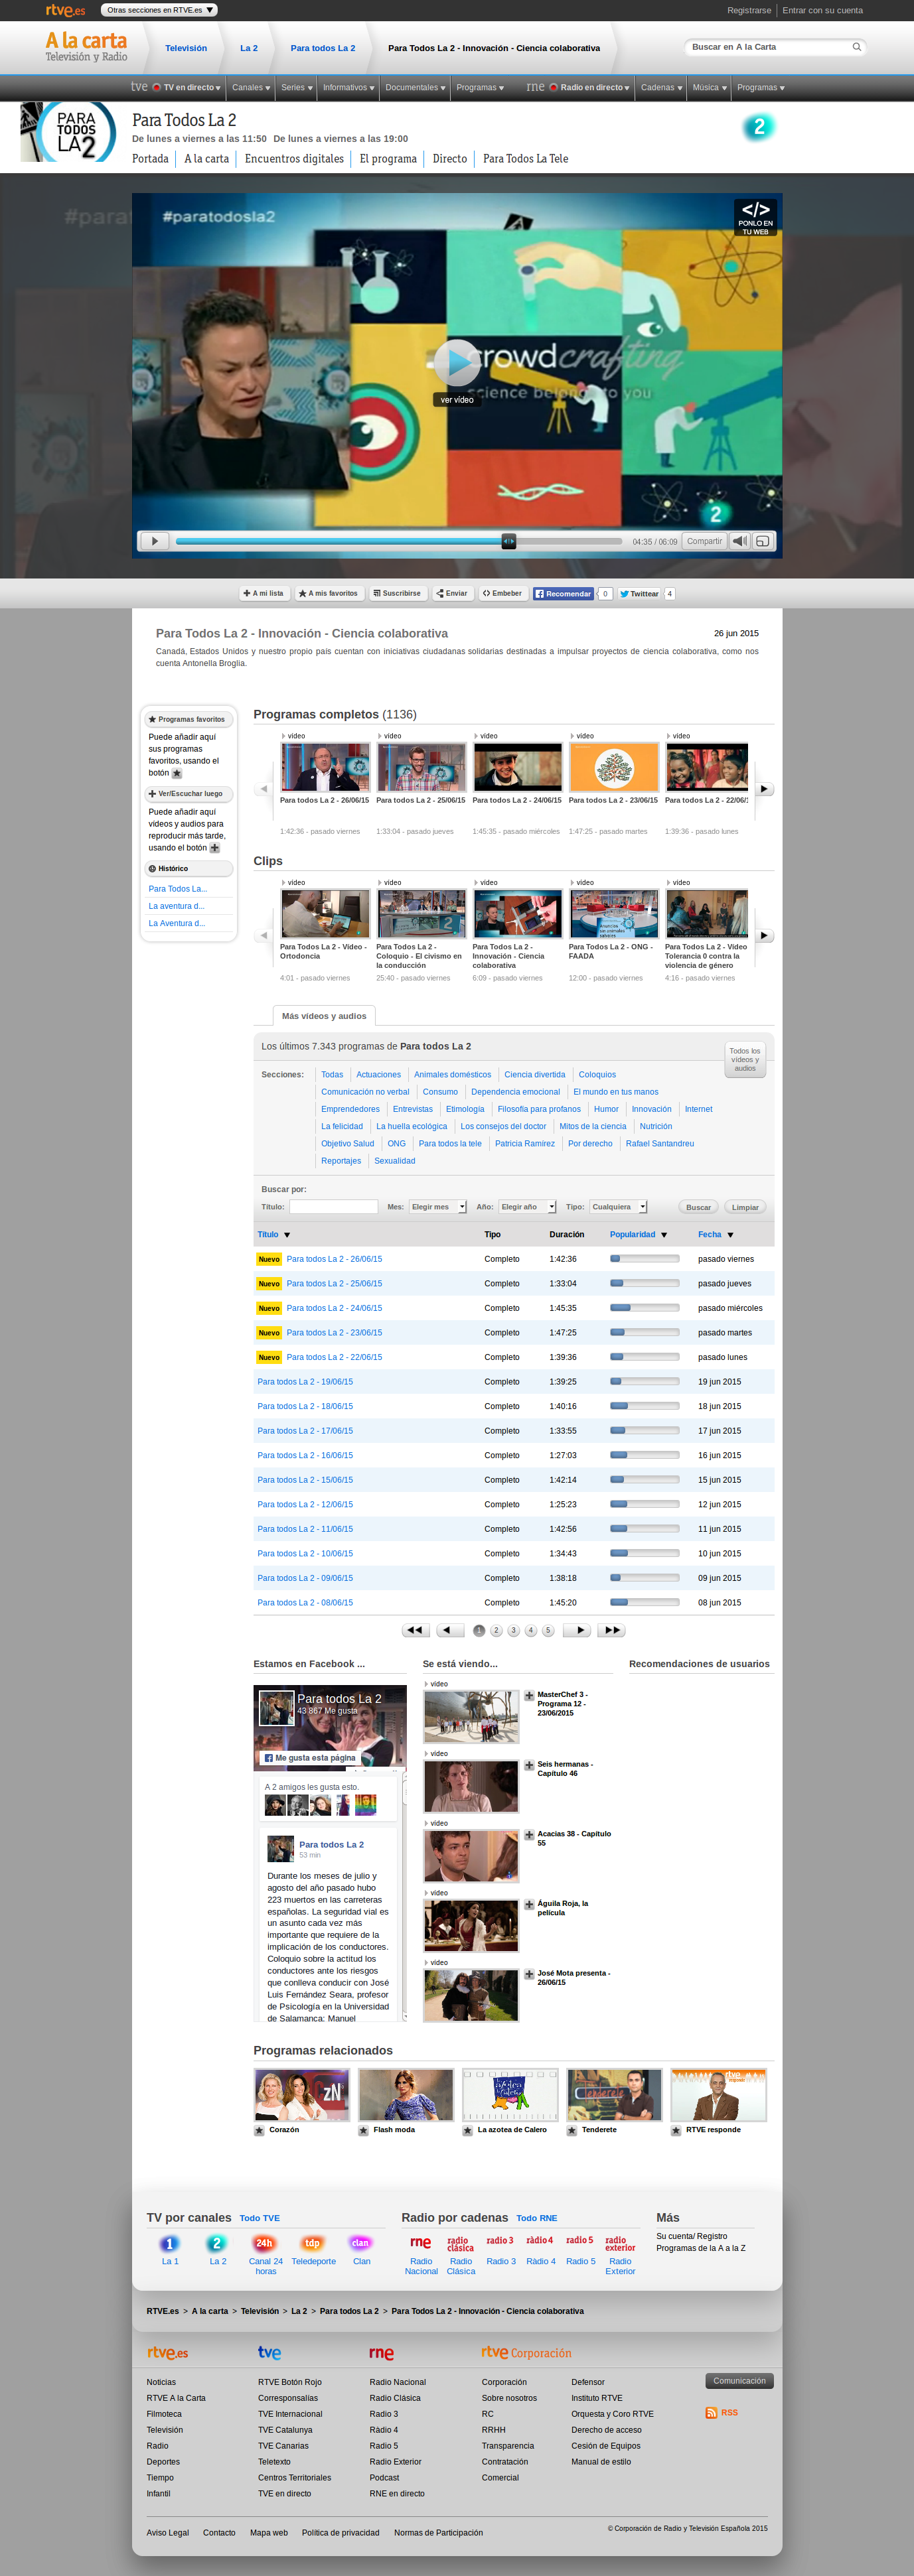 rtve.es
Otras secciones en RTVE.es
Registrarse
Entrar con su cuenta
A la carta
Televisión y Radio
Televisión
La 2
Para todos La 2
Para Todos La 2 - Innovación - Ciencia colaborativa
Buscar en A la Carta
tve TV en directo Canales Series Informativos Documentales Programas
rne Radio en directo Cadenas Música Programas
PARA TODOS LA2
Para Todos La 2
De lunes a viernes a las 11:50 De lunes a viernes a las 19:00
Portada A la carta Encuentros digitales El programa Directo Para Todos La Tele
2
#paratodosla2
</>
PONLO EN TU WEB
crowdcrafting
science belongs to you
ver vídeo
2
04:35 / 06:09 Compartir
A mi lista
A mis favoritos
Suscribirse
Enviar
Embeber
Recomendar 0
Twittear 4
Para Todos La 2 - Innovación - Ciencia colaborativa
26 jun 2015
Canadá, Estados Unidos y nuestro propio país cuentan con iniciativas ciudadanas solidarias destinadas a impulsar proyectos de ciencia colaborativa, como nos
cuenta Antonella Broglia.
Programas favoritos
Puede añadir aquí
sus programas
favoritos, usando el
botón
Ver/Escuchar luego
Puede añadir aquí
vídeos y audios para
reproducir más tarde,
usando el botón
Histórico
Para Todos La...
La aventura d...
La Aventura d...
Programas completos (1136)
vídeo vídeo vídeo vídeo vídeo
Para todos La 2 - 26/06/15 Para todos La 2 - 25/06/15 Para todos La 2 - 24/06/15 Para todos La 2 - 23/06/15 Para todos La 2 - 22/06/1
1:42:36 - pasado viernes 1:33:04 - pasado jueves 1:45:35 - pasado miércoles 1:47:25 - pasado martes 1:39:36 - pasado lunes
Clips
vídeo vídeo vídeo vídeo vídeo
Para Todos La 2 - Vídeo - Ortodoncia
4:01 - pasado viernes
Para Todos La 2 - Coloquio - El civismo en la conducción
25:40 - pasado viernes
Para Todos La 2 - Innovación - Ciencia colaborativa
6:09 - pasado viernes
Para Todos La 2 - ONG - FAADA
12:00 - pasado viernes
Para Todos La 2 - Vídeo Tolerancia 0 contra la violencia de género
4:16 - pasado viernes
Más vídeos y audios
Los últimos 7.343 programas de Para todos La 2
Todos los vídeos y audios
Secciones: Todas Actuaciones Animales domésticos Ciencia divertida Coloquios
Comunicación no verbal Consumo Dependencia emocional El mundo en tus manos
Emprendedores Entrevistas Etimología Filosofía para profanos Humor Innovación Internet
La felicidad La huella ecológica Los consejos del doctor Mitos de la ciencia Nutrición
Objetivo Salud ONG Para todos la tele Patricia Ramírez Por derecho Rafael Santandreu
Reportajes Sexualidad
Buscar por:
Título: Mes: Elegir mes Año: Elegir año Tipo: Cualquiera Buscar Limpiar
Título Tipo Duración Popularidad Fecha
Nuevo Para todos La 2 - 26/06/15 Completo 1:42:36 pasado viernes
Nuevo Para todos La 2 - 25/06/15 Completo 1:33:04 pasado jueves
Nuevo Para todos La 2 - 24/06/15 Completo 1:45:35 pasado miércoles
Nuevo Para todos La 2 - 23/06/15 Completo 1:47:25 pasado martes
Nuevo Para todos La 2 - 22/06/15 Completo 1:39:36 pasado lunes
Para todos La 2 - 19/06/15 Completo 1:39:25 19 jun 2015
Para todos La 2 - 18/06/15 Completo 1:40:16 18 jun 2015
Para todos La 2 - 17/06/15 Completo 1:33:55 17 jun 2015
Para todos La 2 - 16/06/15 Completo 1:27:03 16 jun 2015
Para todos La 2 - 15/06/15 Completo 1:42:14 15 jun 2015
Para todos La 2 - 12/06/15 Completo 1:25:23 12 jun 2015
Para todos La 2 - 11/06/15 Completo 1:42:56 11 jun 2015
Para todos La 2 - 10/06/15 Completo 1:34:43 10 jun 2015
Para todos La 2 - 09/06/15 Completo 1:38:18 09 jun 2015
Para todos La 2 - 08/06/15 Completo 1:45:20 08 jun 2015
1 2 3 4 5
Estamos en Facebook ...
Para todos La 2
43.867 Me gusta
Me gusta esta página
A 2 amigos les gusta esto.
Para todos La 2
53 min
Durante los meses de julio y
agosto del año pasado hubo
223 muertos en las carreteras
españolas. La seguridad vial es
un asunto cada vez más
importante que requiere de la
implicación de los conductores.
Coloquio sobre la actitud los
conductores ante los riesgos
que conlleva conducir con José
Luis Fernández Seara, profesor
de Psicología en la Universidad
de Salamanca; Manuel
Se está viendo...
vídeo
MasterChef 3 - Programa 12 - 23/06/2015
vídeo
Seis hermanas - Capítulo 46
vídeo
Acacias 38 - Capítulo 55
vídeo
Águila Roja, la película
vídeo
José Mota presenta - 26/06/15
Recomendaciones de usuarios
Programas relacionados
Corazón
Flash moda
La azotea de Calero
Tenderete
RTVE responde
TV por canales Todo TVE
1 2 24h tdp clan
La 1
La 2
Canal 24 horas
Teledeporte
Clan
Radio por cadenas Todo RNE
rne radio clásica radio 3 ràdio4 radio 5 radio exterior
Radio Nacional
Radio Clásica
Radio 3
Ràdio 4
Radio 5
Radio Exterior
Más
Su cuenta/ Registro
Programas de la A a la Z
RTVE.es > A la carta > Televisión > La 2 > Para todos La 2 > Para Todos La 2 - Innovación - Ciencia colaborativa
rtve.es
Noticias
RTVE A la Carta
Filmoteca
Televisión
Radio
Deportes
Tiempo
Infantil
tve
RTVE Botón Rojo
Corresponsalías
TVE Internacional
TVE Catalunya
TVE Canarias
Teletexto
Centros Territoriales
TVE en directo
rne
Radio Nacional
Radio Clásica
Radio 3
Ràdio 4
Radio 5
Radio Exterior
Podcast
RNE en directo
rtve Corporación
Corporación
Sobre nosotros
RC
RRHH
Transparencia
Contratación
Comercial
Defensor
Instituto RTVE
Orquesta y Coro RTVE
Derecho de acceso
Cesión de Equipos
Manual de estilo
Comunicación
RSS
Aviso Legal Contacto Mapa web Política de privacidad Normas de Participación
© Corporación de Radio y Televisión Española 2015